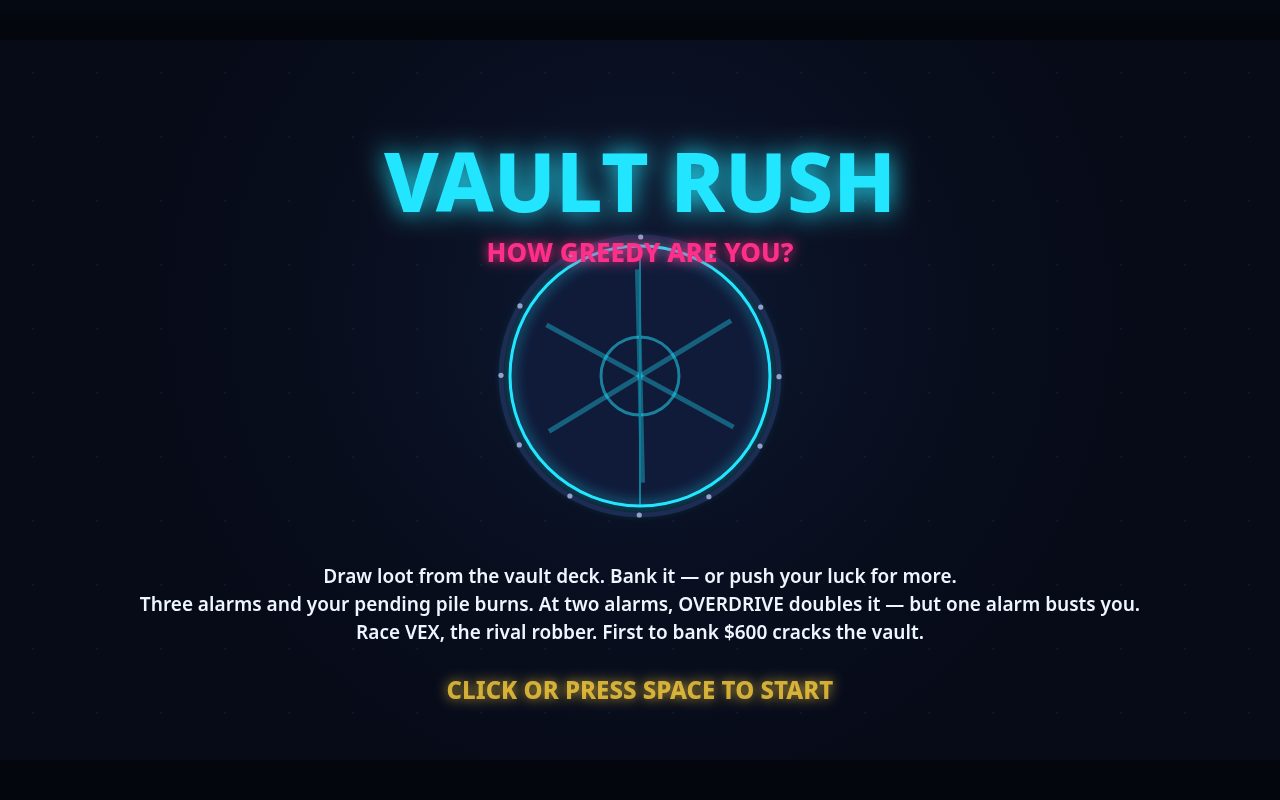 VAULT RUSH
HOW GREEDY ARE YOU?
Draw loot from the vault deck. Bank it — or push your luck for more.
Three alarms and your pending pile burns. At two alarms, OVERDRIVE doubles it — but one alarm busts you.
Race VEX, the rival robber. First to bank $600 cracks the vault.
CLICK OR PRESS SPACE TO START